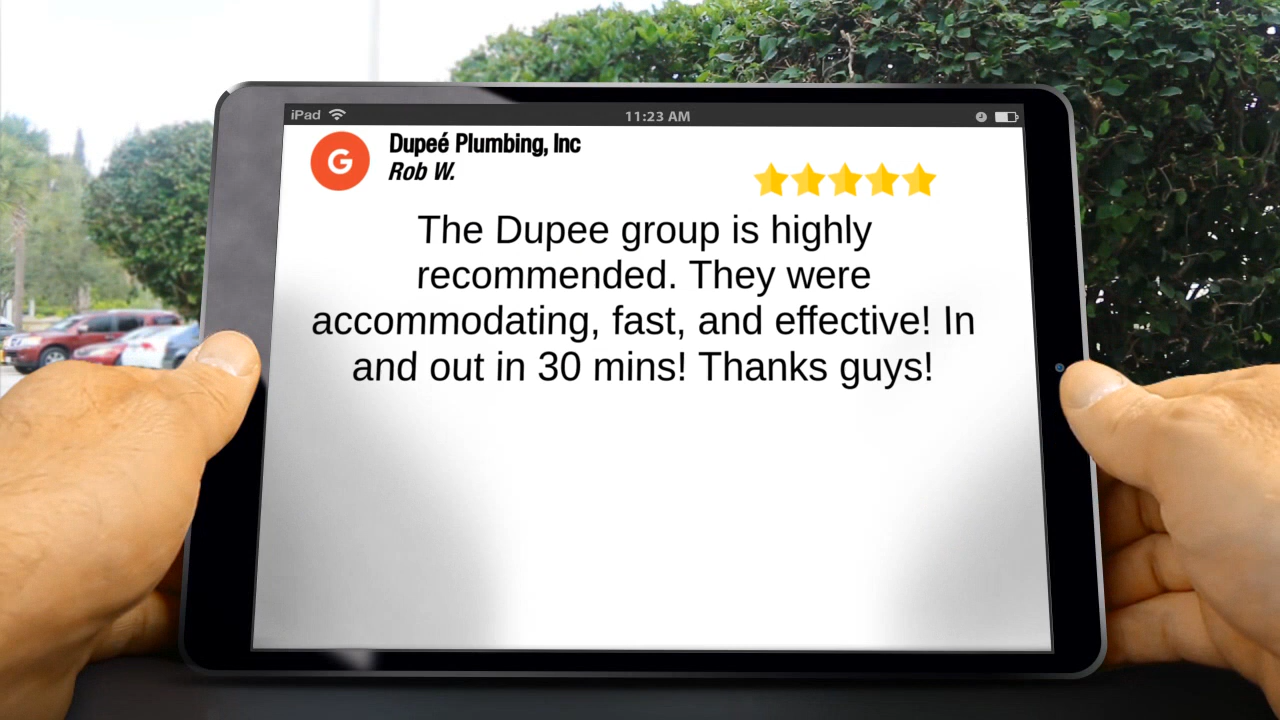 iPad
11:23 AM
G
Dupeé Plumbing, Inc
Rob W.
The Dupee group is highly
recommended. They were
accommodating, fast, and effective! In
and out in 30 mins! Thanks guys!